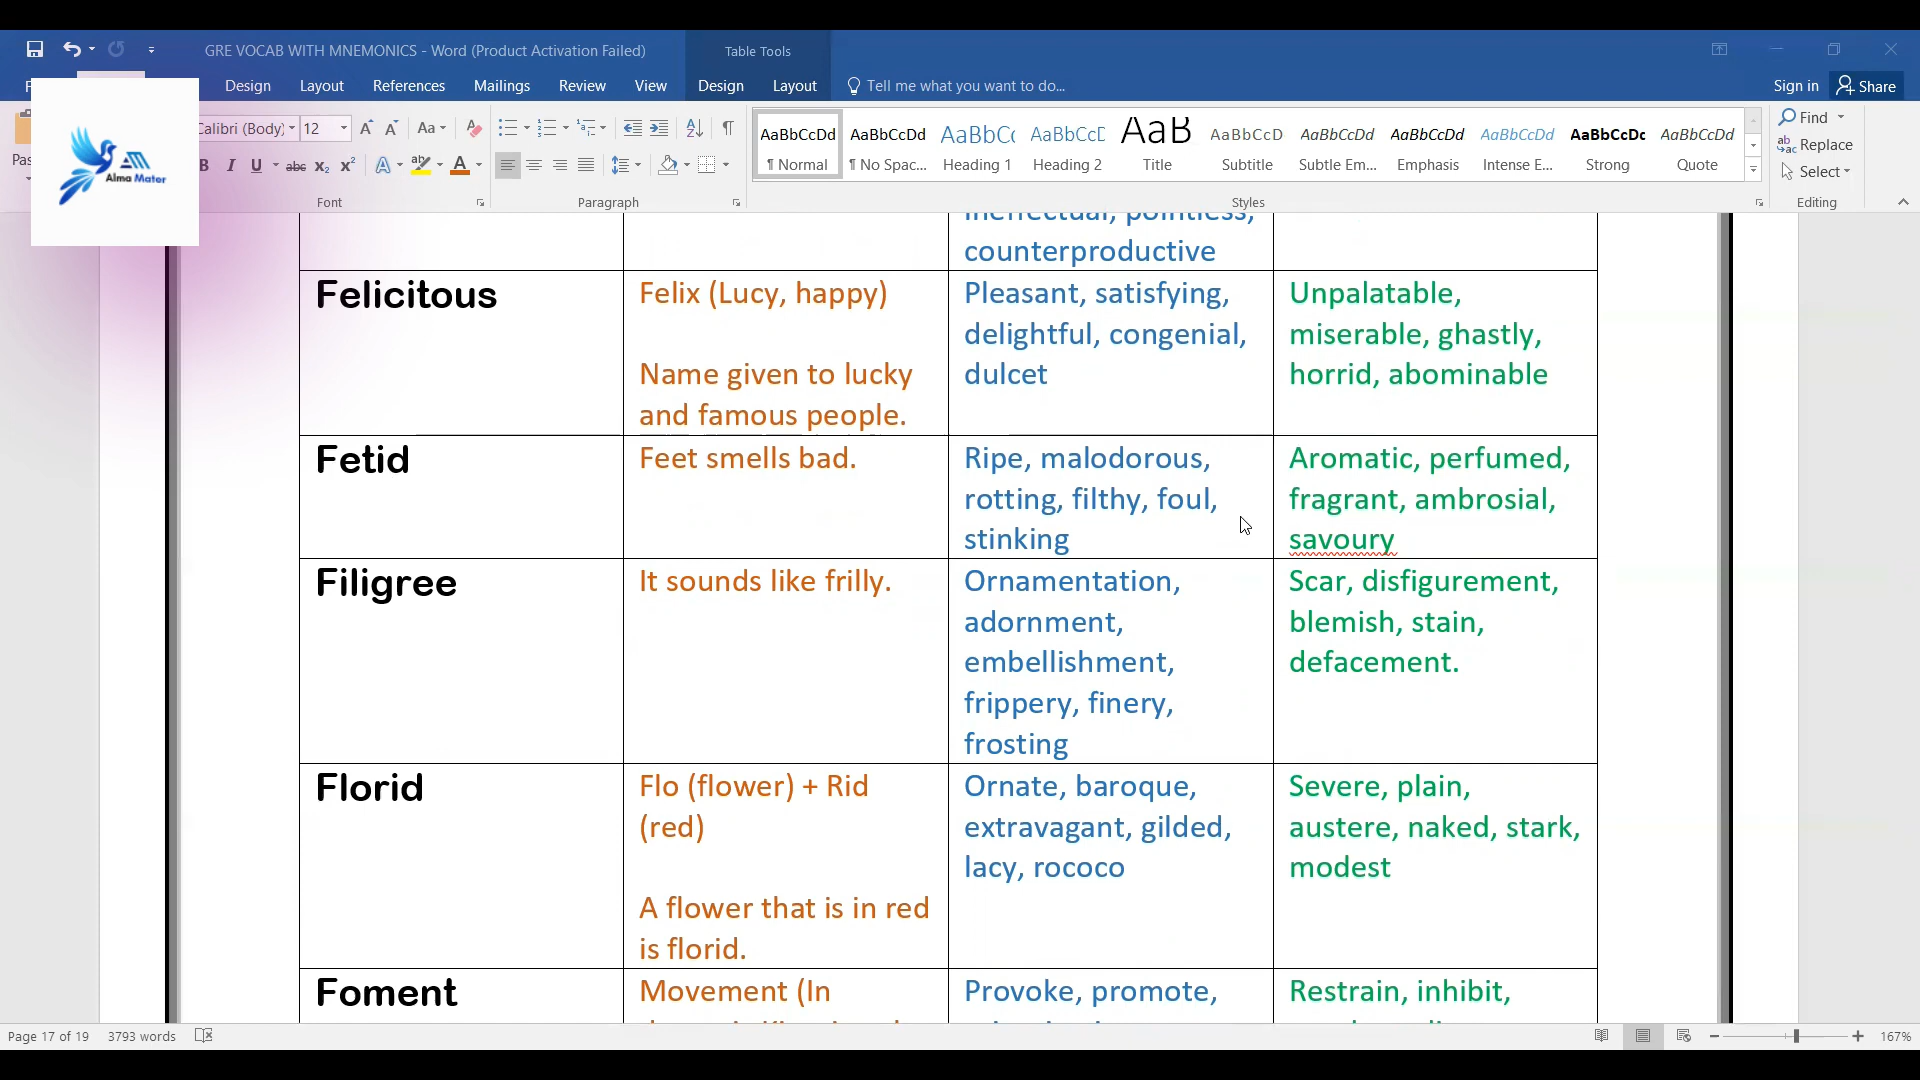 GRE VOCAB WITH MNEMONICS - Word (Product Activation Failed)
Table Tools
Design Layout References Mailings Review View Design Layout Tell me what you want to do... Sign in Share
Calibri (Body) 12
Aa
Alma Mater
AaBbCcDd AaBbCcDd AaBbCc AaBbCcD AaB AaBbCcD AaBbCcDd AaBbCcDd AaBbCcDd AaBbCcDc AaBbCcDd
¶ Normal ¶ No Spac... Heading 1 Heading 2 Title Subtitle Subtle Em... Emphasis Intense E... Strong Quote
Find
Replace
Select
Font Paragraph Styles Editing
ineffectual, pointless,
counterproductive
Felicitous
Felix (Lucy, happy)
Name given to lucky
and famous people.
Pleasant, satisfying,
delightful, congenial,
dulcet
Unpalatable,
miserable, ghastly,
horrid, abominable
Fetid
Feet smells bad.
Ripe, malodorous,
rotting, filthy, foul,
stinking
Aromatic, perfumed,
fragrant, ambrosial,
savoury
Filigree
It sounds like frilly.
Ornamentation,
adornment,
embellishment,
frippery, finery,
frosting
Scar, disfigurement,
blemish, stain,
defacement.
Florid
Flo (flower) + Rid
(red)
A flower that is in red
is florid.
Ornate, baroque,
extravagant, gilded,
lacy, rococo
Severe, plain,
austere, naked, stark,
modest
Foment
Movement (In
Provoke, promote,
Restrain, inhibit,
Page 17 of 19 3793 words 167%